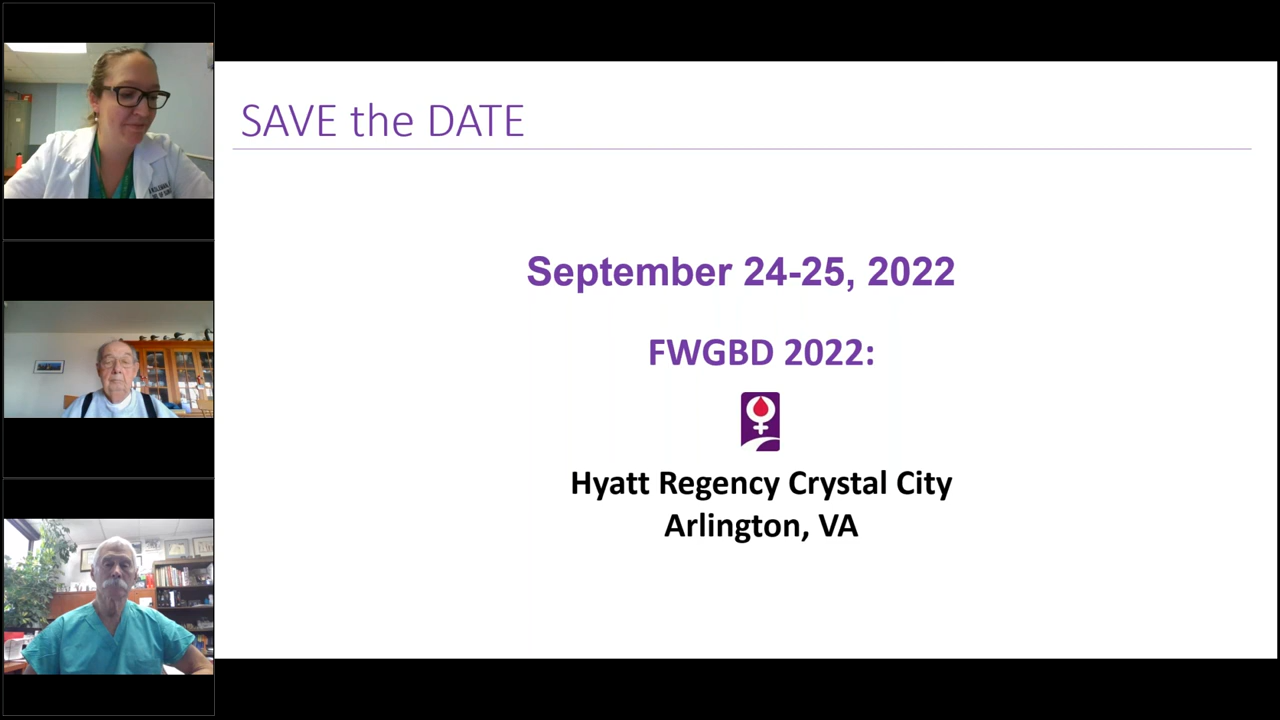 SAVE the DATE
September 24-25, 2022
FWGBD 2022:
Hyatt Regency Crystal City
Arlington, VA